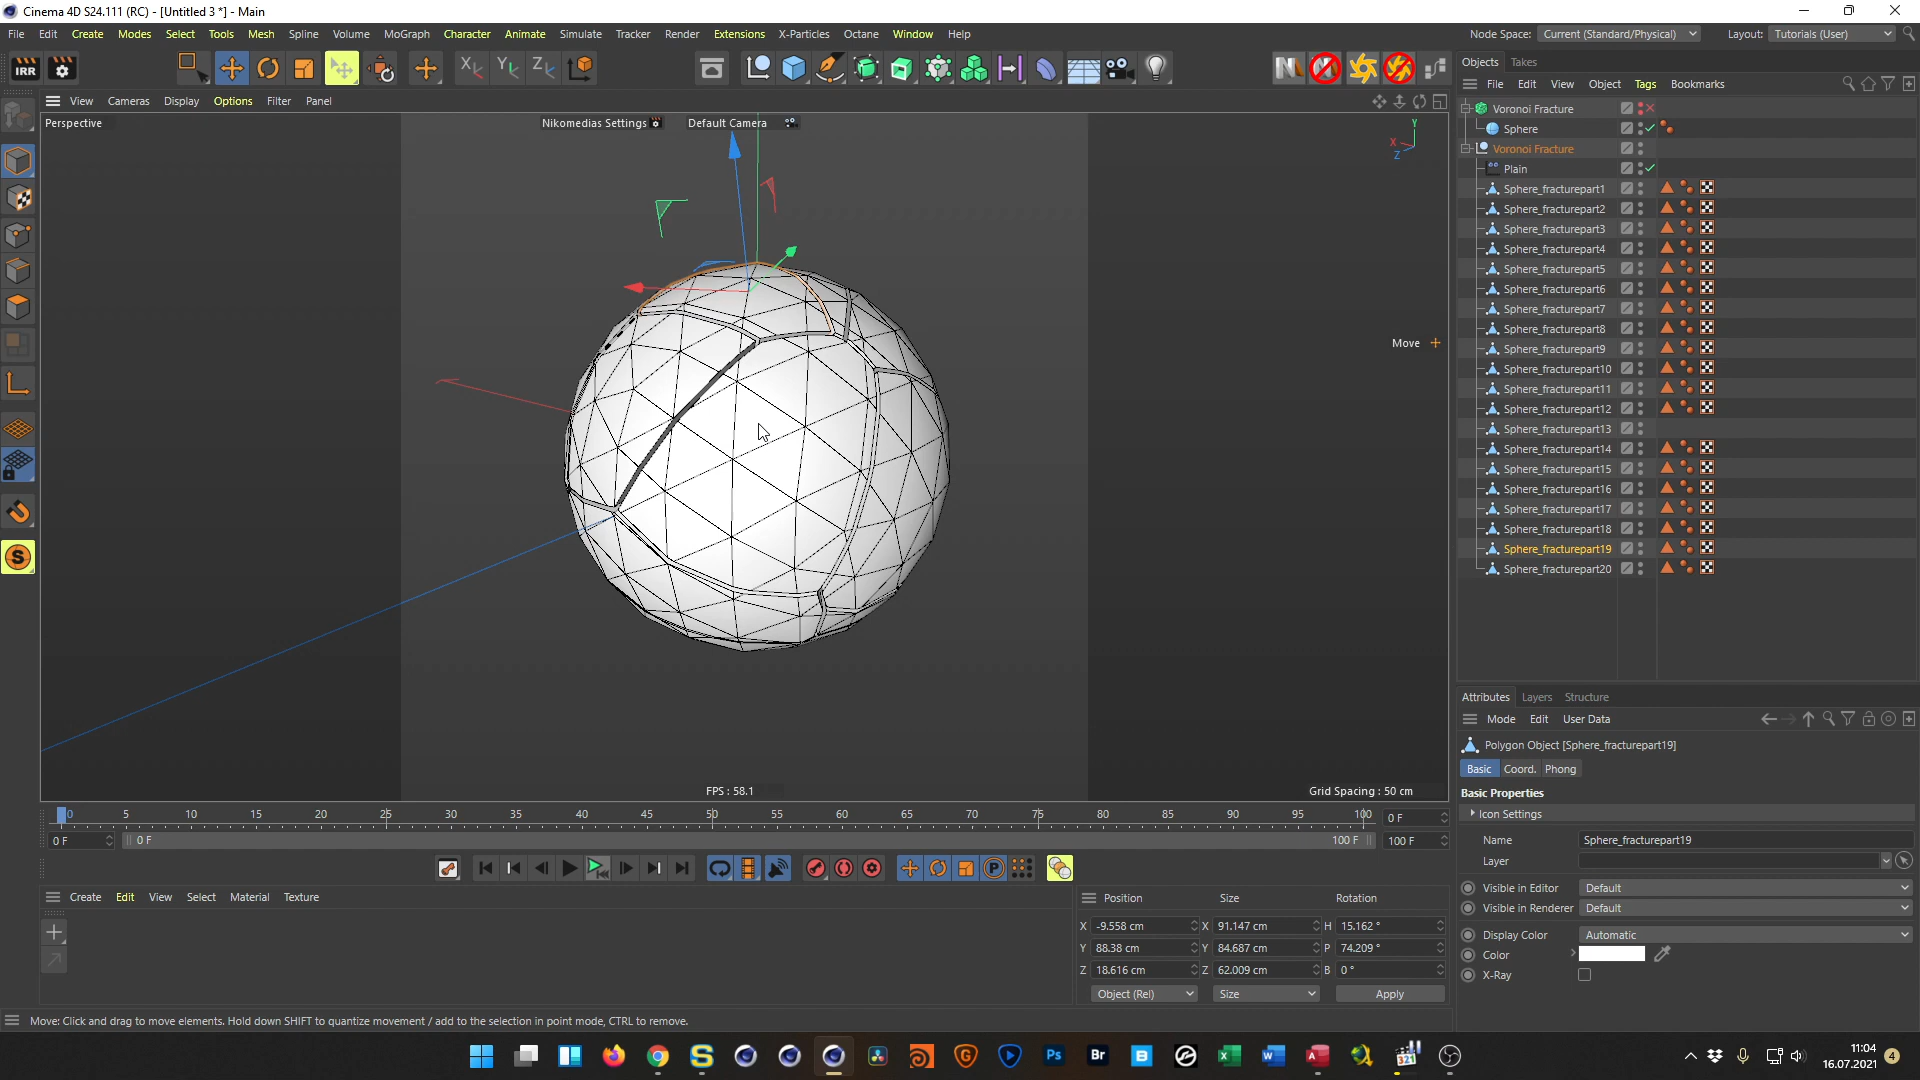 Cinema 4D S24.111 (RC) - [Untitled 3 *] - Main
File Edit Create Modes Select Tools Mesh Spline Volume MoGraph Character Animate Simulate Tracker Render Extensions X-Particles Octane Window Help
Node Space: Current (Standard/Physical) Layout: Tutorials (User)
IRR
X Y Z
Objects Takes
File Edit View Object Tags Bookmarks
View Cameras Display Options Filter Panel
Perspective
Nikomedias Settings
Default Camera
Y
X
Z
Move
Voronoi Fracture
Sphere
Voronoi Fracture
Plain
Sphere_fracturepart1
Sphere_fracturepart2
Sphere_fracturepart3
Sphere_fracturepart4
Sphere_fracturepart5
Sphere_fracturepart6
Sphere_fracturepart7
Sphere_fracturepart8
Sphere_fracturepart9
Sphere_fracturepart10
Sphere_fracturepart11
Sphere_fracturepart12
Sphere_fracturepart13
Sphere_fracturepart14
Sphere_fracturepart15
Sphere_fracturepart16
Sphere_fracturepart17
Sphere_fracturepart18
Sphere_fracturepart19
Sphere_fracturepart20
FPS : 58.1
Grid Spacing : 50 cm
Attributes Layers Structure
Mode Edit User Data
Polygon Object [Sphere_fracturepart19]
Basic Coord. Phong
Basic Properties
Icon Settings
Name Sphere_fracturepart19
Layer
Visible in Editor Default
Visible in Renderer Default
Display Color Automatic
Color
X-Ray
0 5 10 15 20 25 30 35 40 45 50 55 60 65 70 75 80 85 90 95 100 0 F
0 F 0 F 100 F 100 F
Create Edit View Select Material Texture
Position Size Rotation
X -9.558 cm X 91.147 cm H 15.162 °
Y 88.38 cm Y 84.687 cm P 74.209 °
Z 18.616 cm Z 62.009 cm B 0 °
Object (Rel) Size Apply
Move: Click and drag to move elements. Hold down SHIFT to quantize movement / add to the selection in point mode, CTRL to remove.
Ps Br
11:04
16.07.2021
4